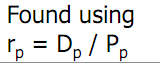 Found using
rₚ = Dₚ / Pₚ